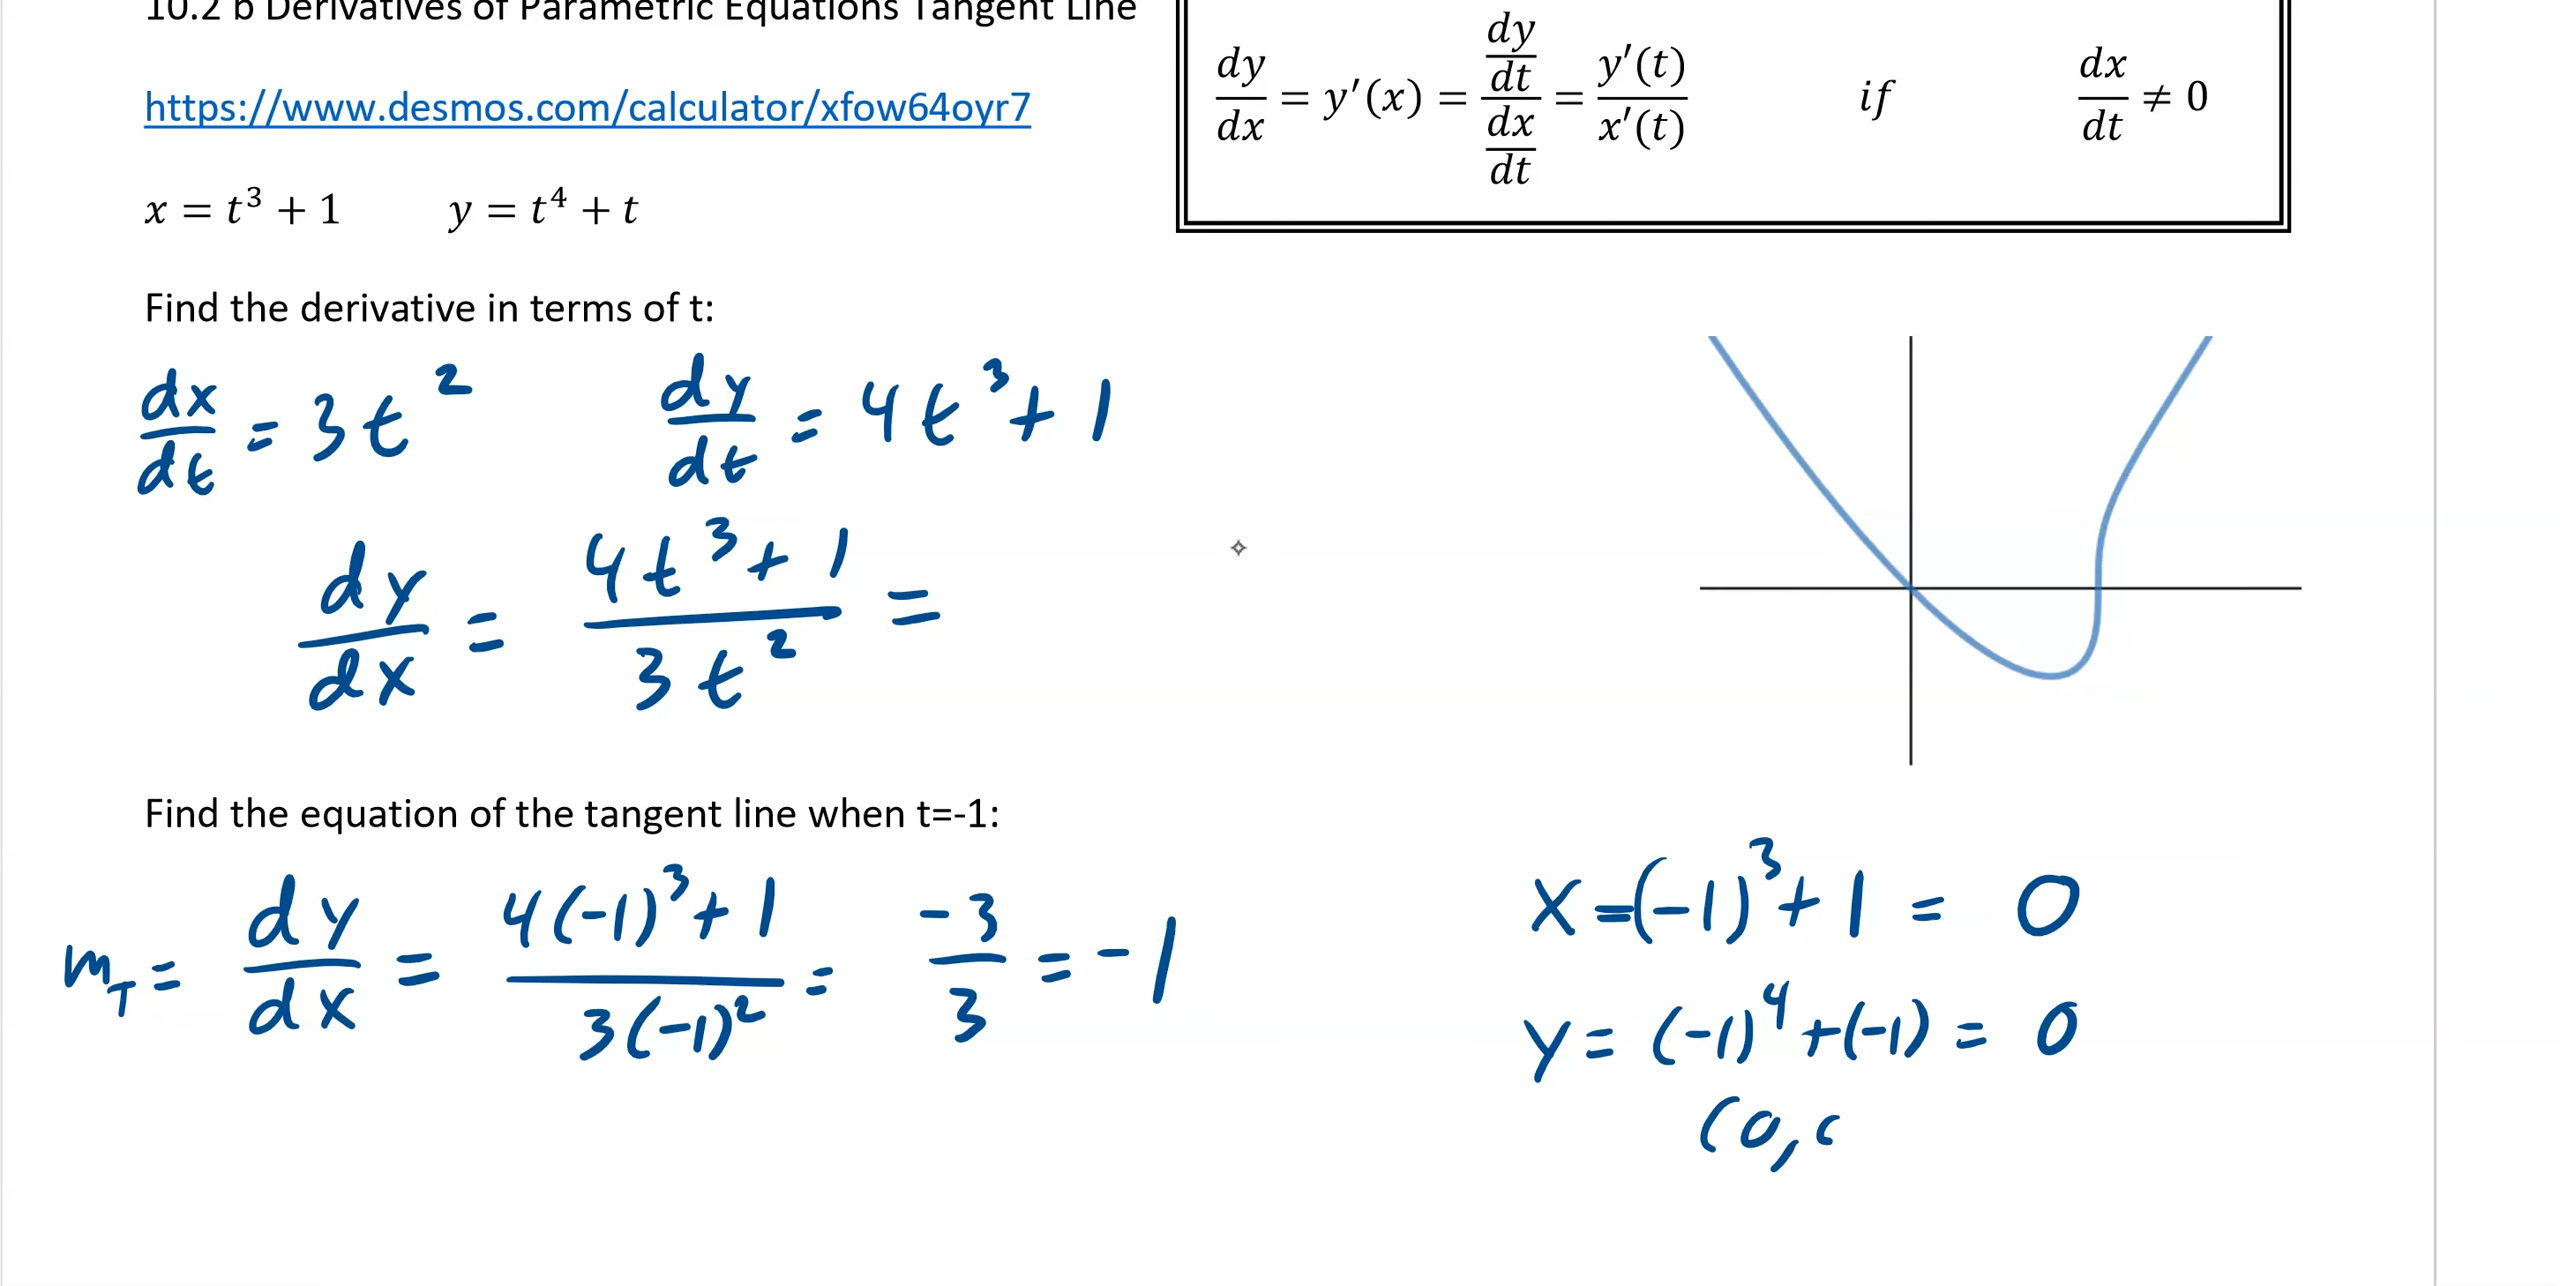 10.2 b Derivatives of Parametric Equations Tangent Line
dy/dx = y′(x) = (dy/dt)/(dx/dt) = y′(t)/x′(t) if dx/dt ≠ 0
https://www.desmos.com/calculator/xfow64oyr7
x = t³ + 1 y = t⁴ + t
Find the derivative in terms of t:
dx/dt = 3t² dy/dt = 4t³ + 1
dy/dx = (4t³ + 1)/(3t²) =
Find the equation of the tangent line when t=-1:
m_T = dy/dx = (4(-1)³ + 1)/(3(-1)²) = -3/3 = -1
x = (-1)³ + 1 = 0
y = (-1)⁴ + (-1) = 0
(0,